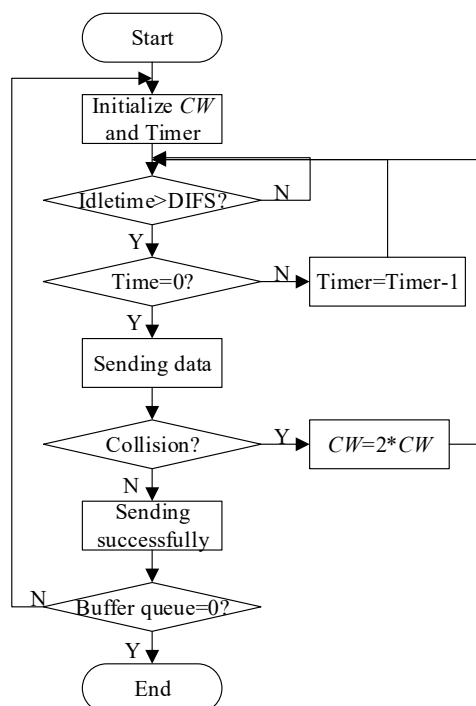 Start
Initialize CW
and Timer
Idletime>DIFS?
N
Y
Time=0?
N
Timer=Timer-1
Y
Sending data
Collision?
Y
CW=2*CW
N
Sending
successfully
N
Buffer queue=0?
Y
End